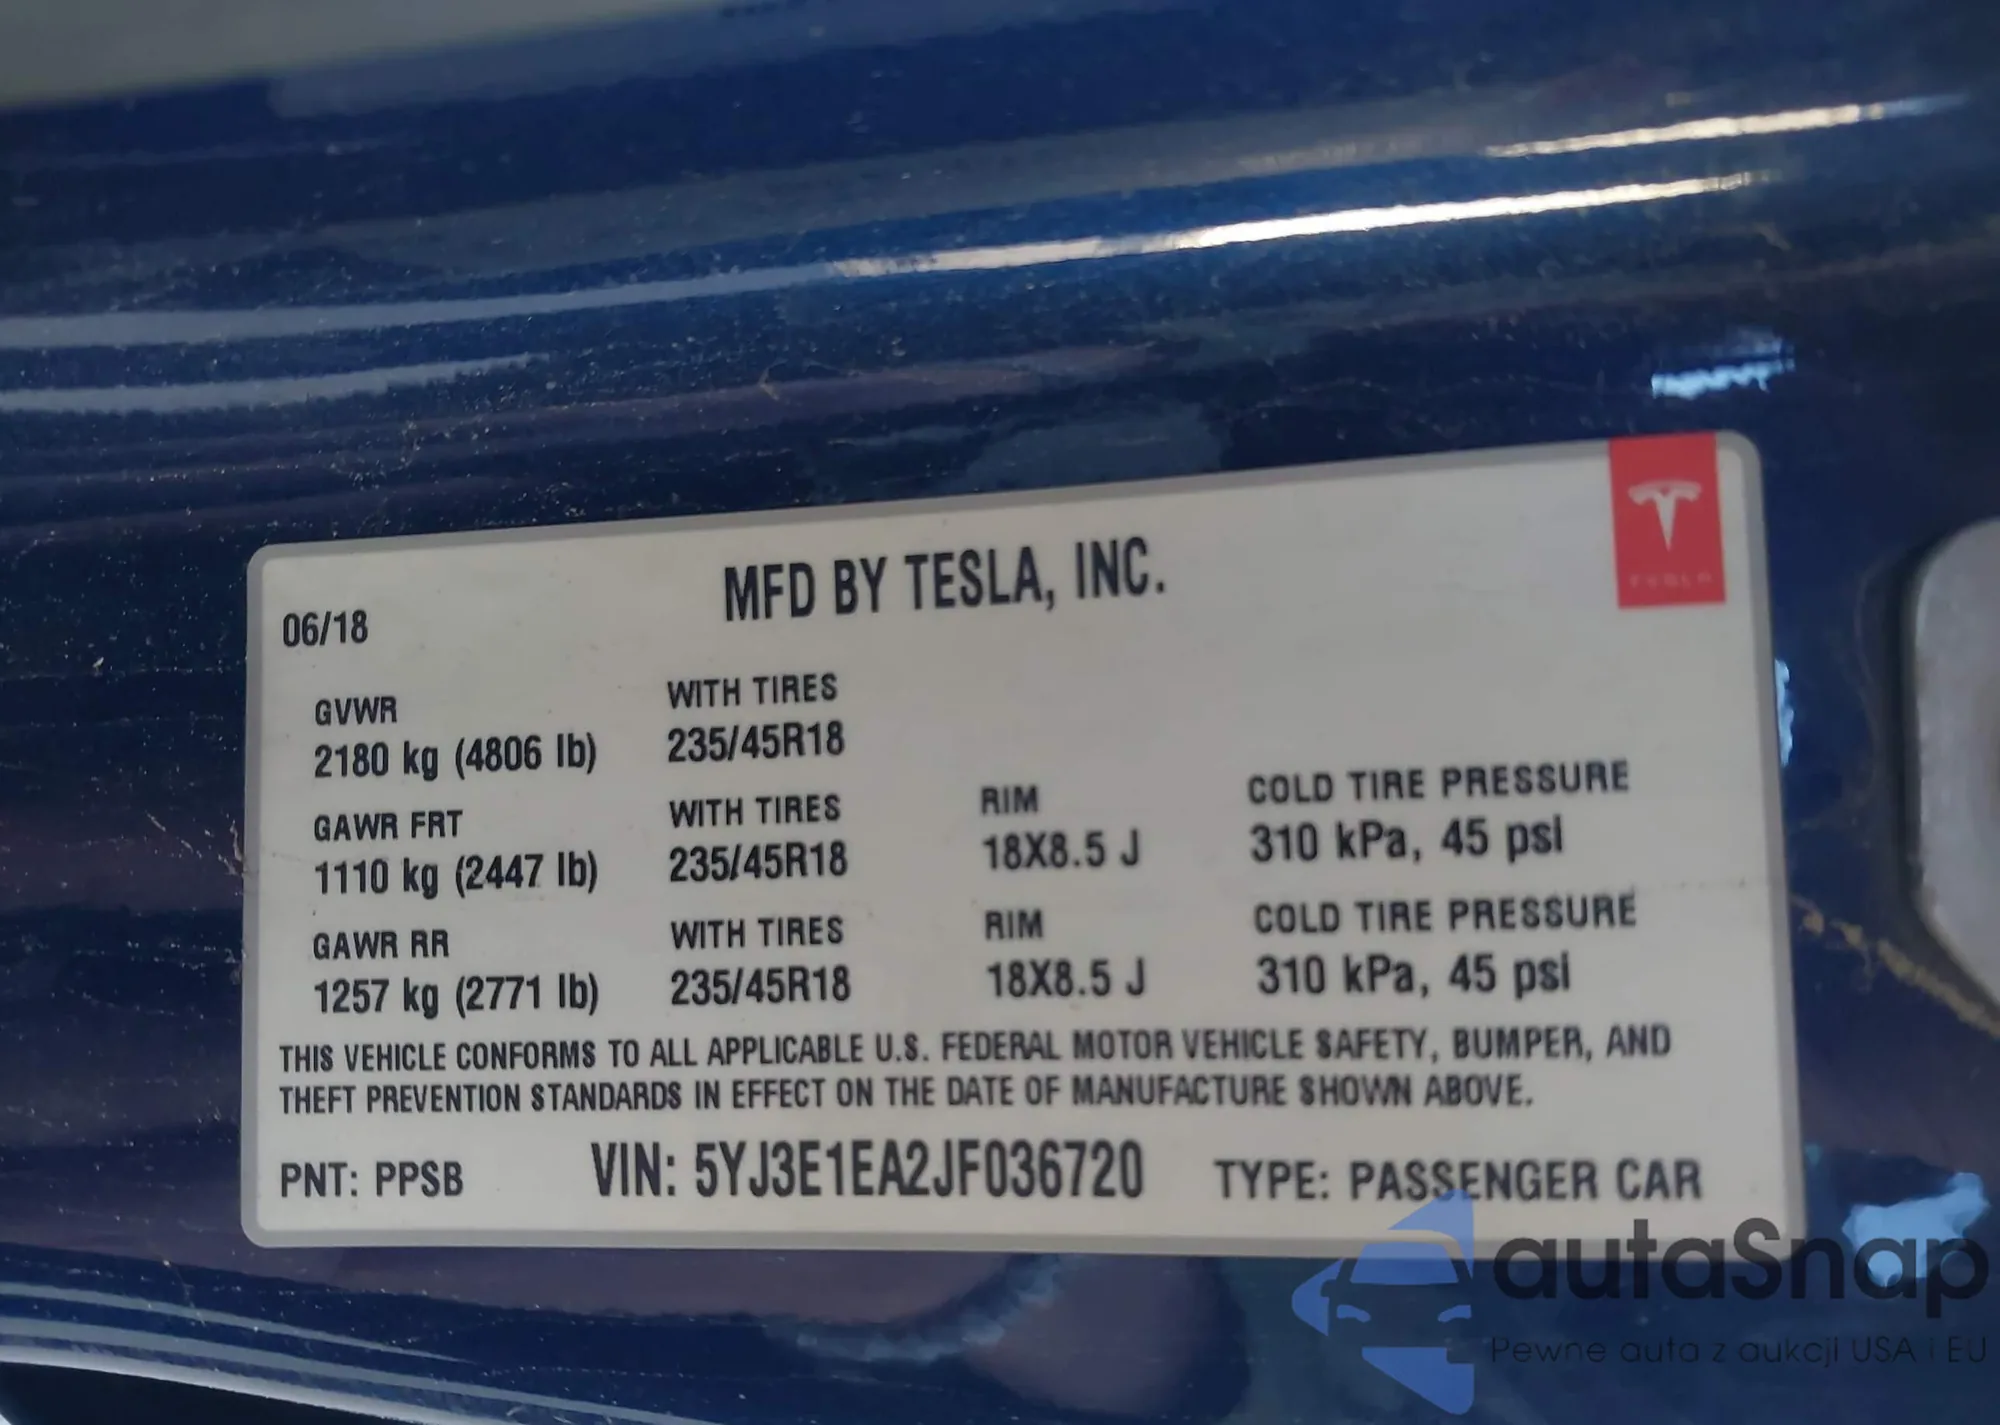 TESLA
MFD BY TESLA, INC.
06/18
GVWR
2180 kg (4806 lb)
WITH TIRES
235/45R18
GAWR FRT
1110 kg (2447 lb)
WITH TIRES
235/45R18
RIM
18X8.5 J
COLD TIRE PRESSURE
310 kPa, 45 psi
GAWR RR
1257 kg (2771 lb)
WITH TIRES
235/45R18
RIM
18X8.5 J
COLD TIRE PRESSURE
310 kPa, 45 psi
THIS VEHICLE CONFORMS TO ALL APPLICABLE U.S. FEDERAL MOTOR VEHICLE SAFETY, BUMPER, AND
THEFT PREVENTION STANDARDS IN EFFECT ON THE DATE OF MANUFACTURE SHOWN ABOVE.
PNT: PPSB
VIN: 5YJ3E1EA2JF036720
TYPE: PASSENGER CAR
autaSnap
Pewne auta z aukcji USA i EU